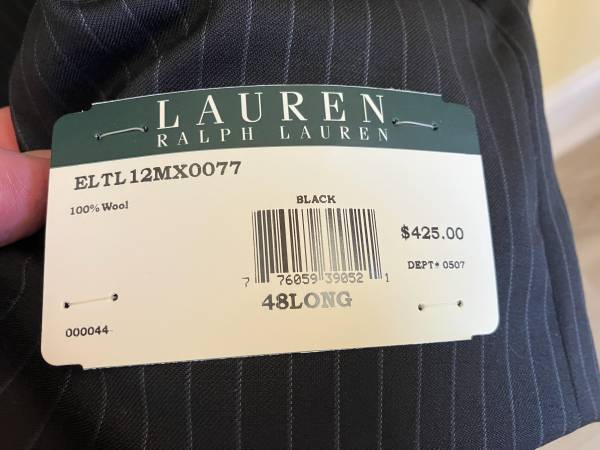 LAUREN
RALPH LAUREN
ELTL12MX0077
100% Wool
BLACK
$425.00
DEPT* 0507
7 76059 39052 1
48LONG
000044